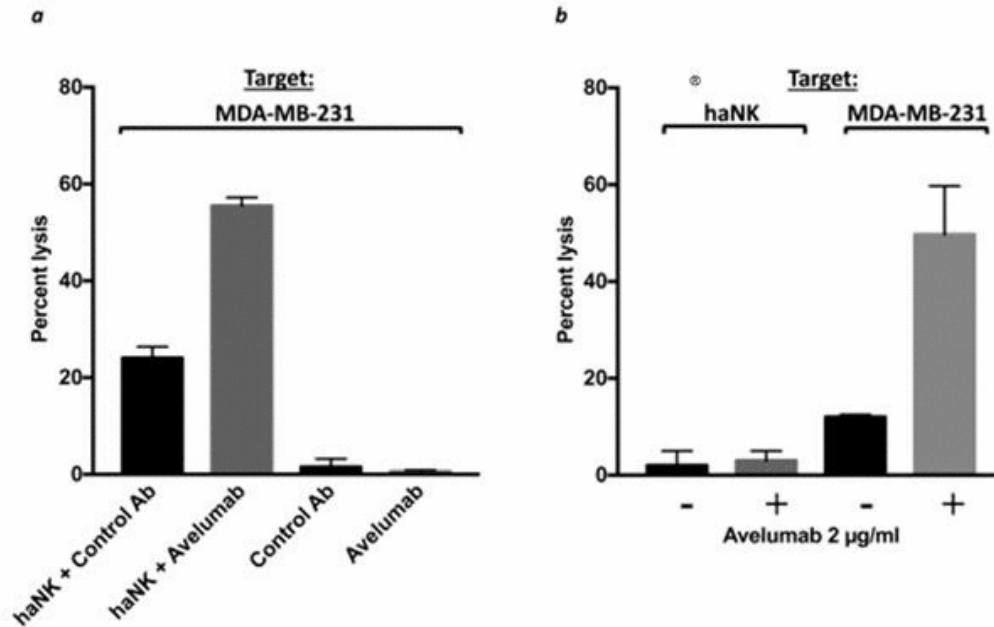 a
Target:
MDA-MB-231
Percent lysis
80
60
40
20
0
haNK + Control Ab
haNK + Avelumab
Control Ab
Avelumab
b
Target:
haNK
MDA-MB-231
Percent lysis
80
60
40
20
0
- + - +
Avelumab 2 µg/ml